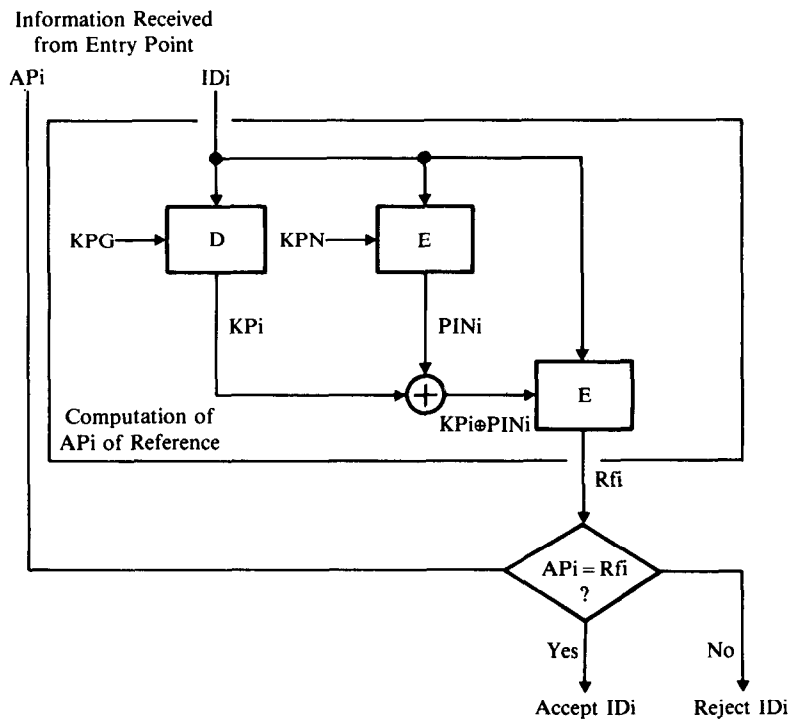 Information Received
from Entry Point
APi
IDi
KPG
D
KPN
E
KPi
PINi
+
E
KPi⊕PINi
Computation of
APi of Reference
Rfi
APi = Rfi
?
Yes
No
Accept IDi
Reject IDi